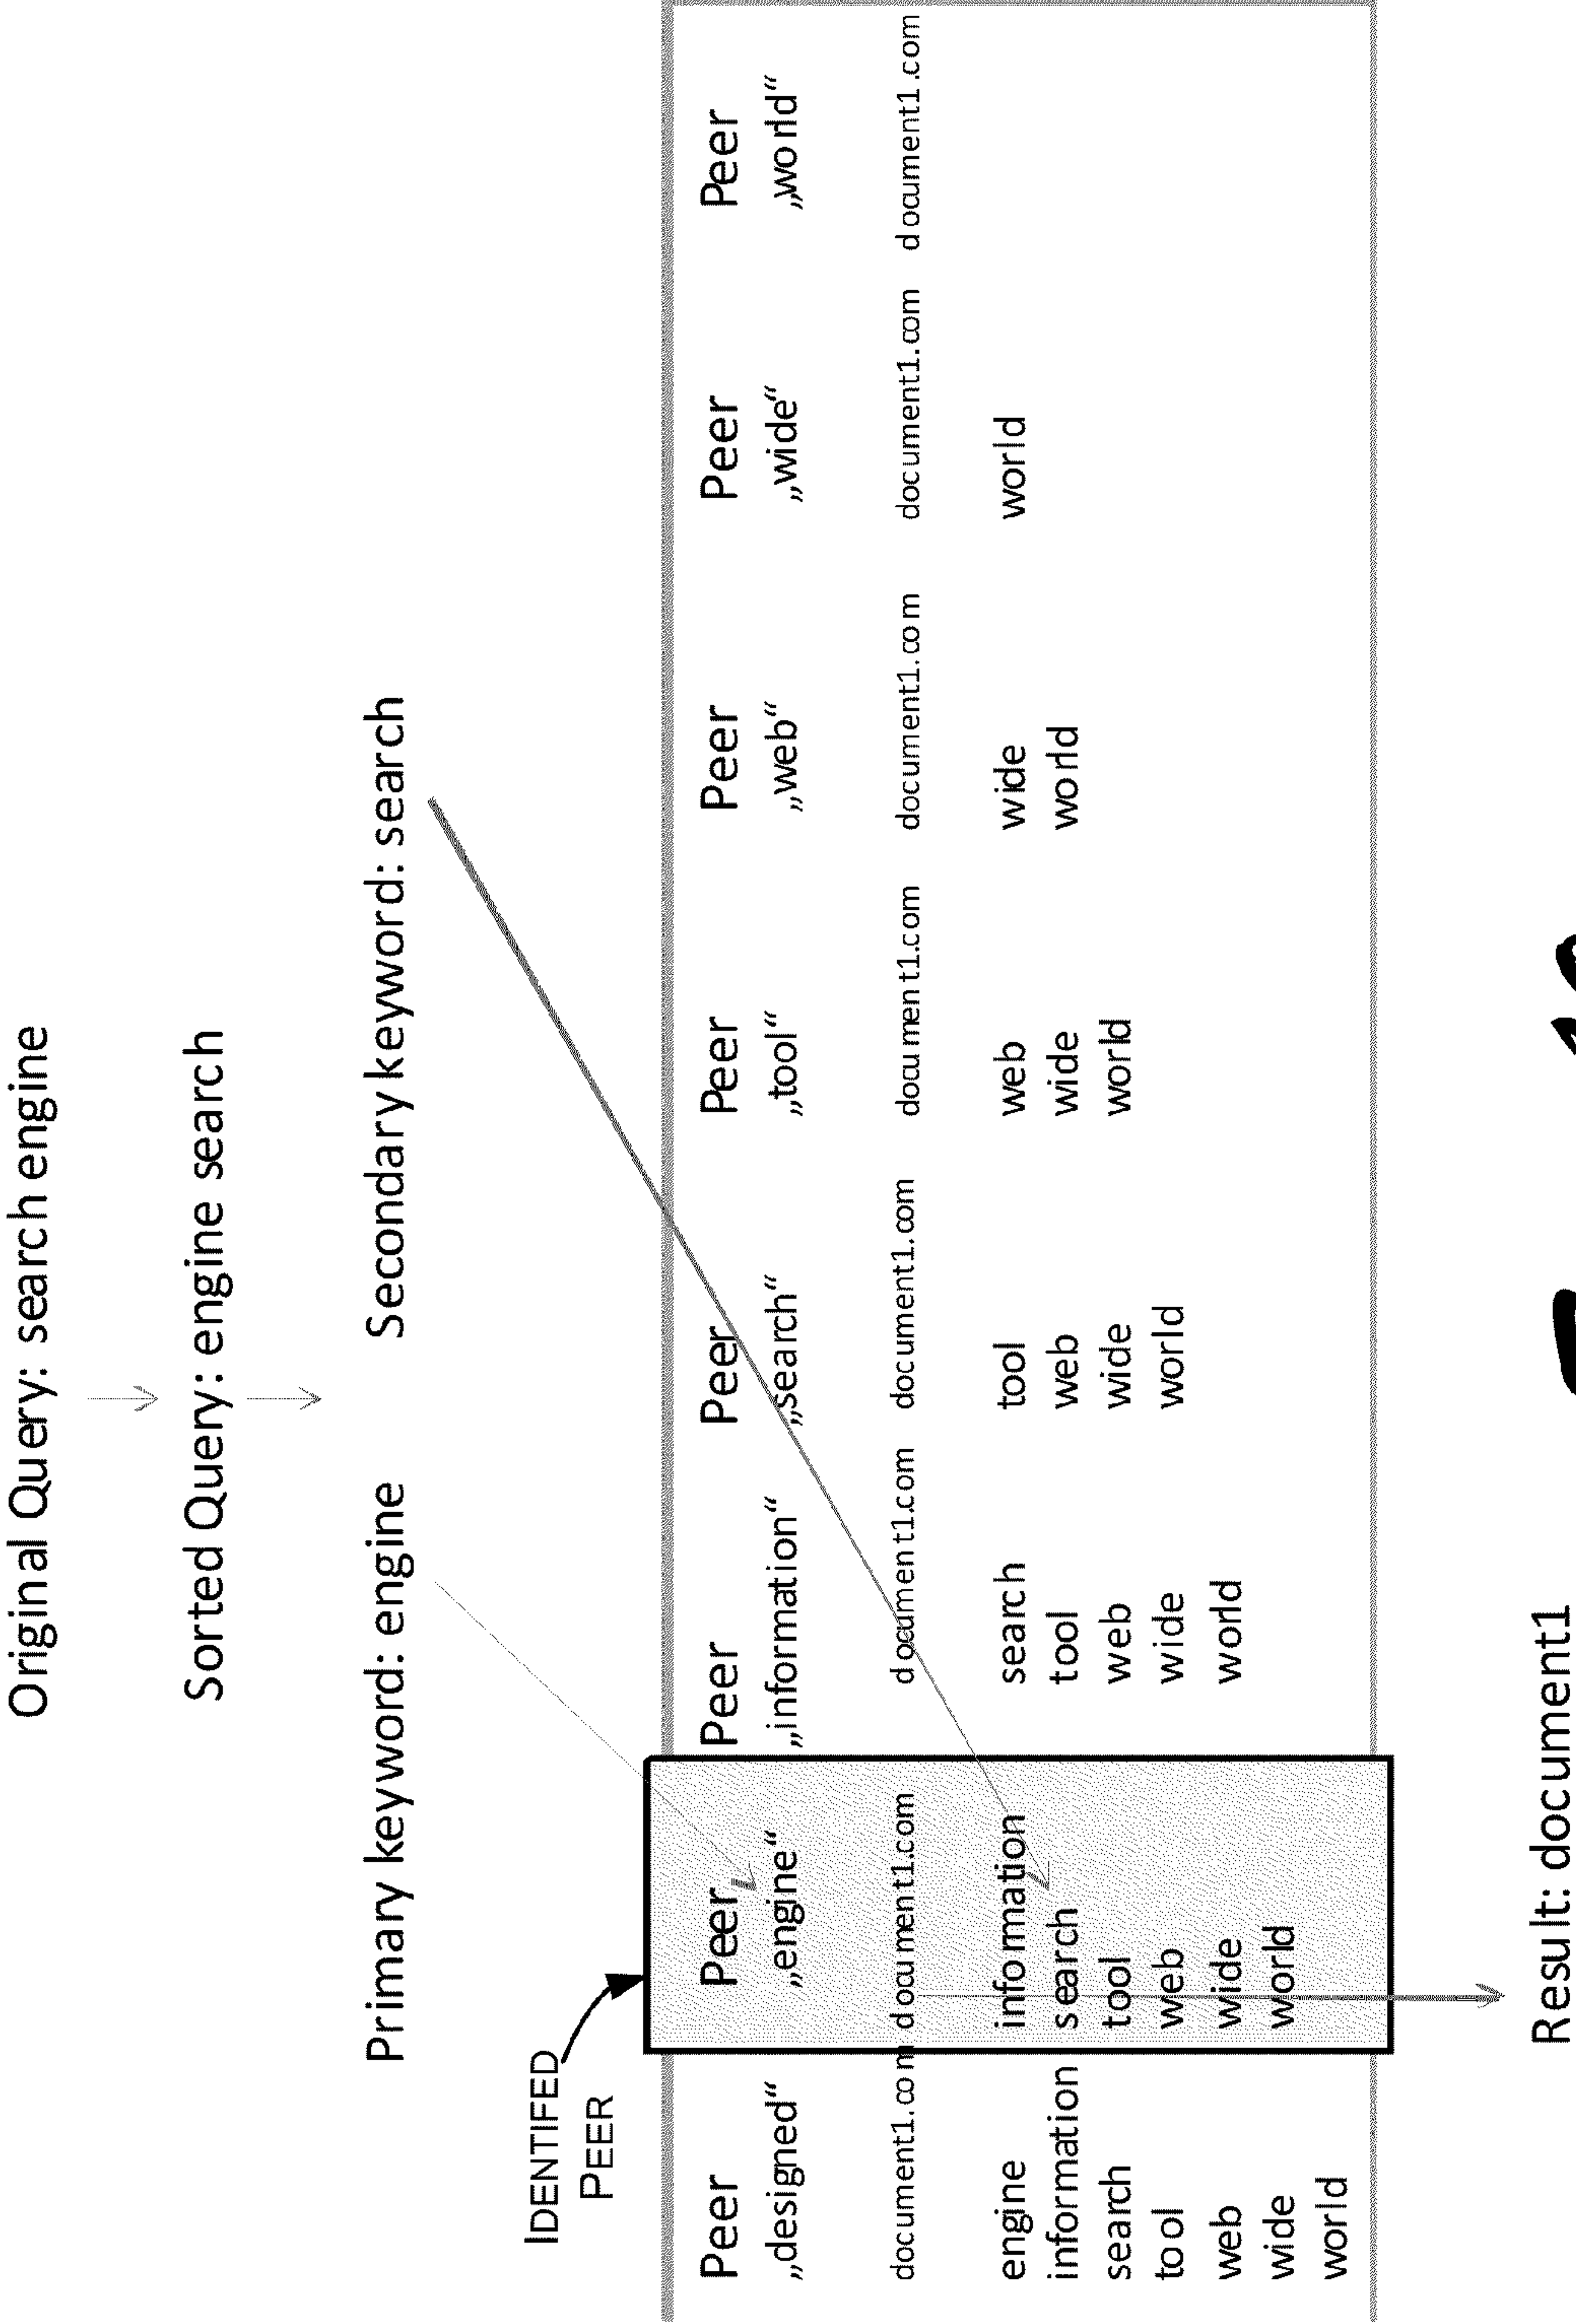 Original Query: search engine
Sorted Query: engine search
Primary keyword: engine
Secondary keyword: search
IDENTIFED
PEER
Peer
„designed“
document1.com
engine
information
search
tool
web
wide
world
Peer
„engine“
document1.com
information
search
tool
web
wide
world
Peer
„information“
document1.com
search
tool
web
wide
world
Peer
„search“
document1.com
tool
web
wide
world
Peer
„tool“
document1.com
web
wide
world
Peer
„web“
document1.com
wide
world
Peer
„wide“
document1.com
world
Peer
„world“
document1.com
Result: document1